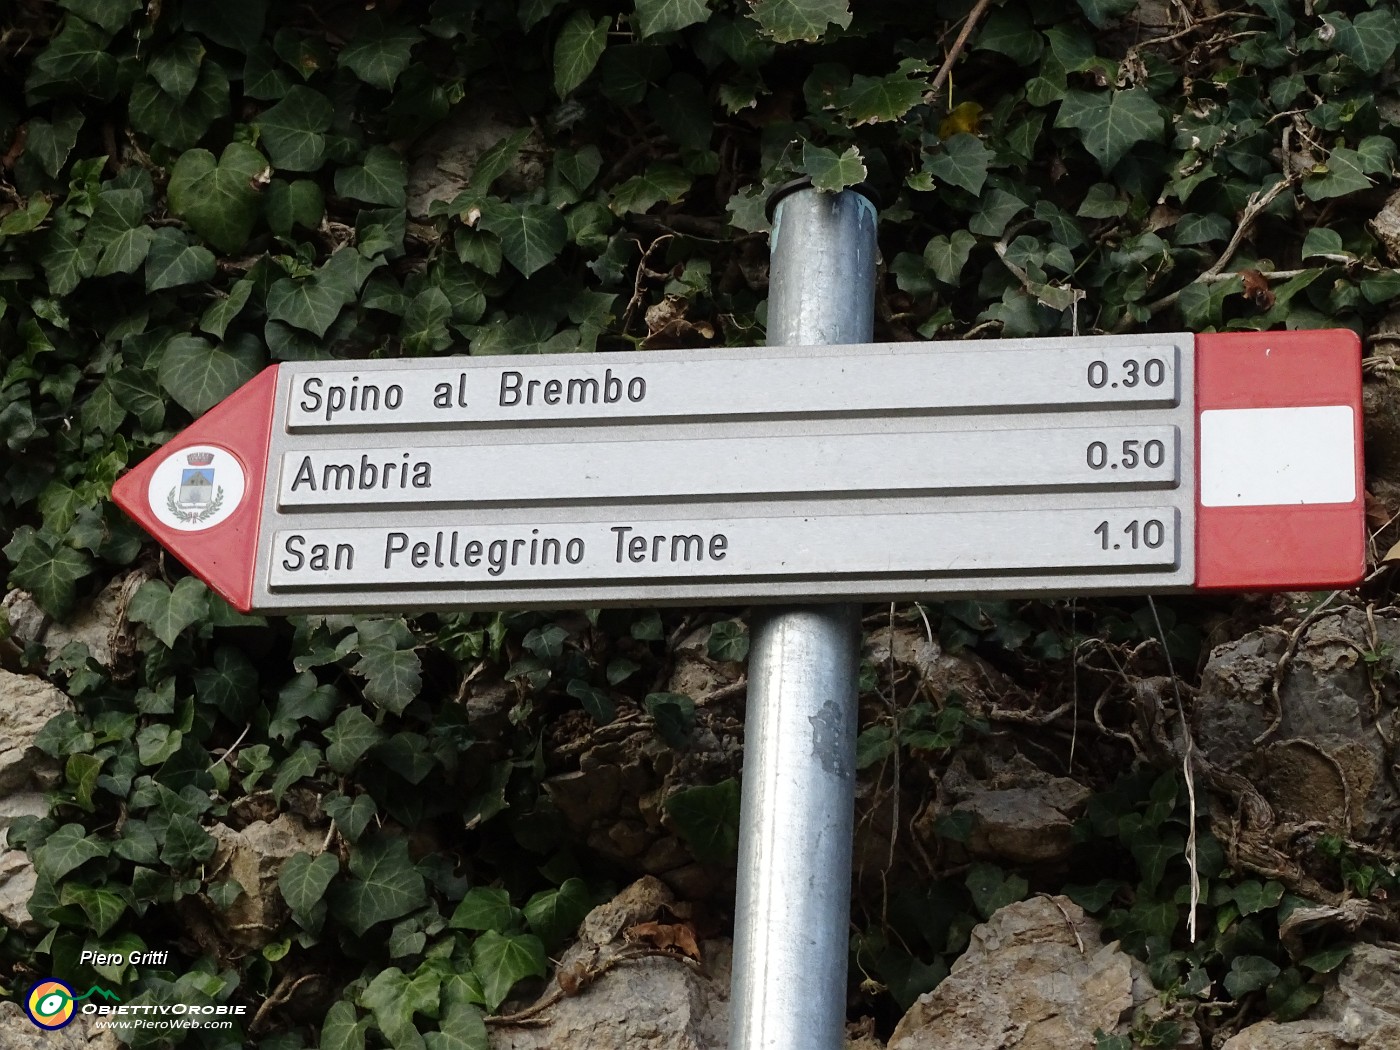 Spino al Brembo 0.30
Ambria 0.50
San Pellegrino Terme 1.10
Piero Gritti
ObiettivOrobie
www.PieroWeb.com